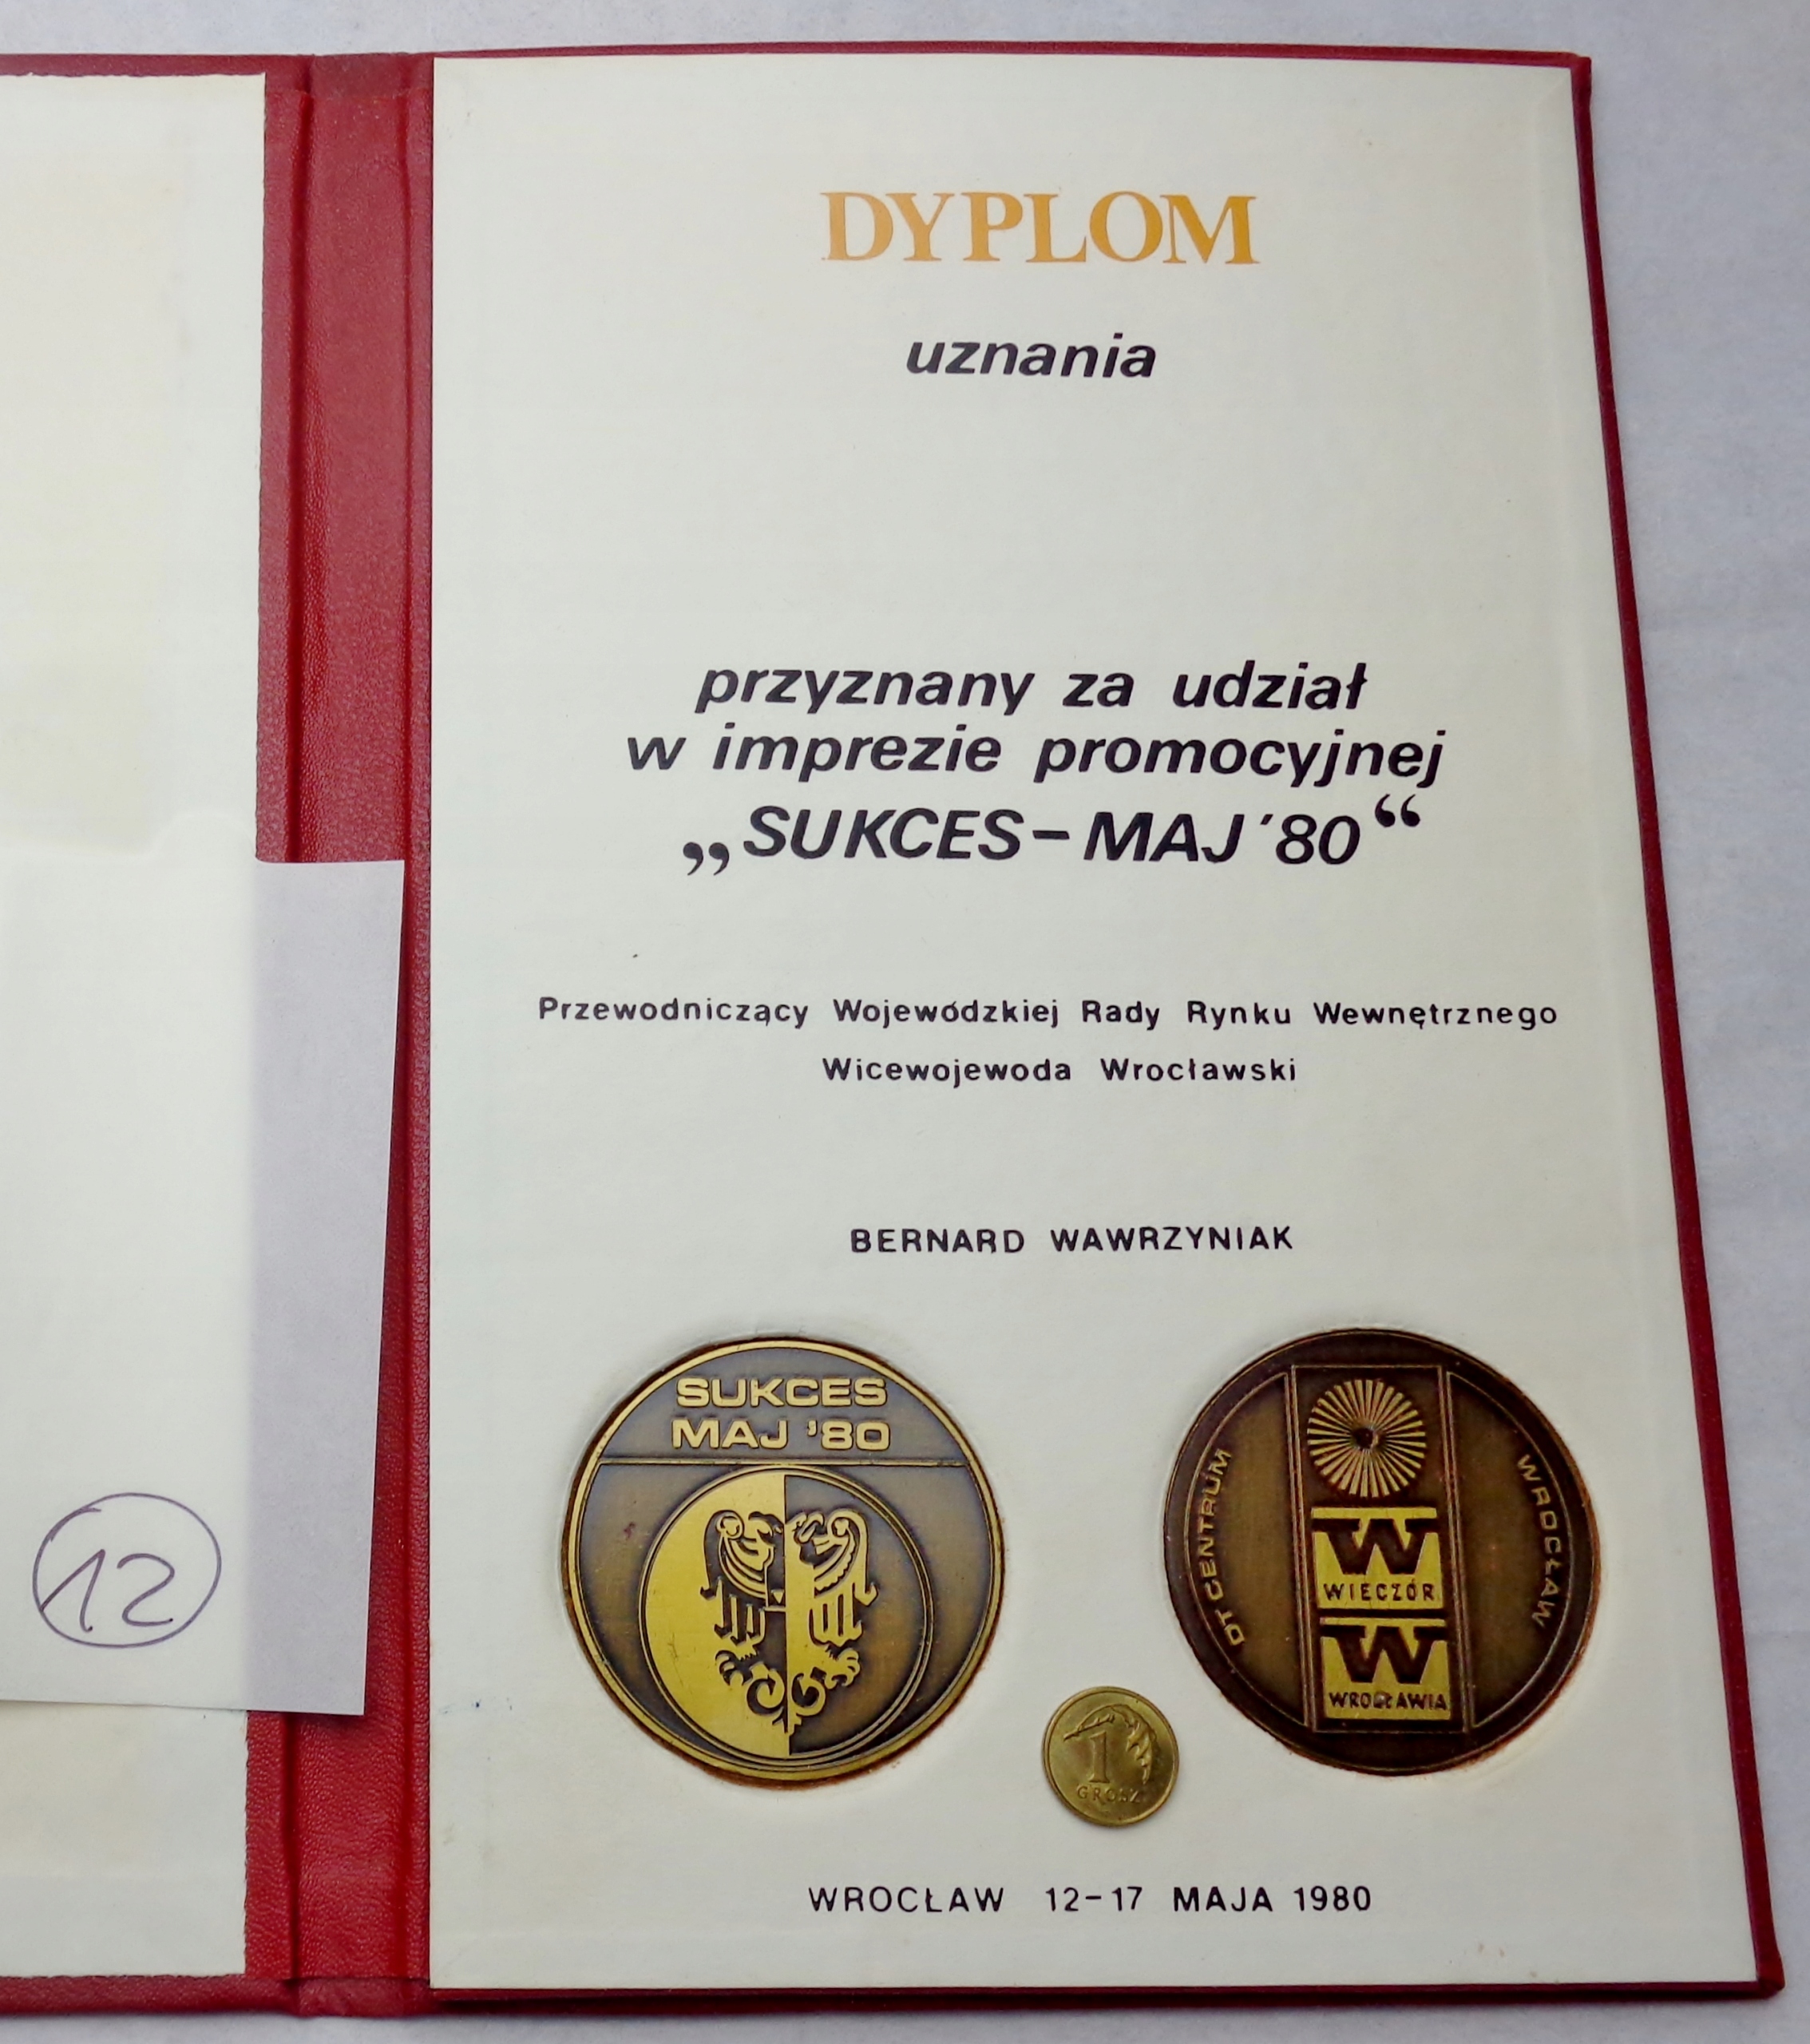 DYPLOM
uznania
przyznany za udział
w imprezie promocyjnej
„SUKCES-MAJ '80“
Przewodniczący Wojewódzkiej Rady Rynku Wewnętrznego
Wicewojewoda Wrocławski
BERNARD WAWRZYNIAK
SUKCES
MAJ '80
DT CENTRUM
W
WIECZÓR
W
WROCŁAWIA
WROCŁAW
1
GROSZ
12
WROCŁAW 12-17 MAJA 1980